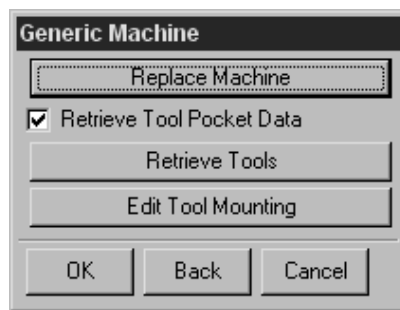 Generic Machine
Replace Machine
Retrieve Tool Pocket Data
Retrieve Tools
Edit Tool Mounting
OK Back Cancel